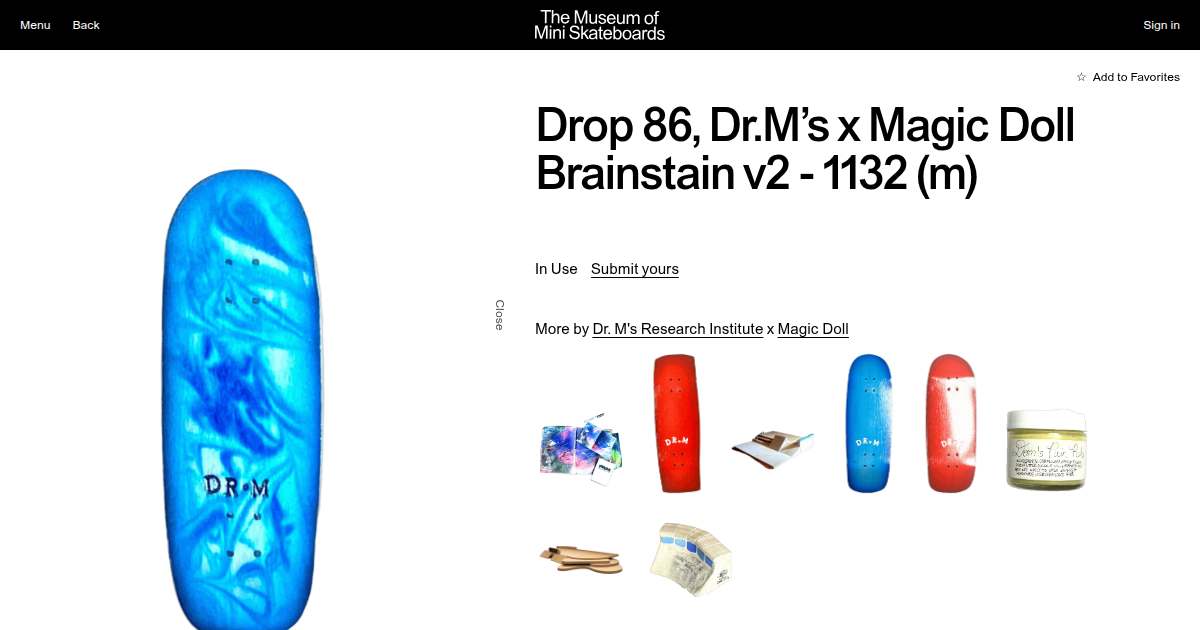 Menu
Back
The Museum of
Mini Skateboards
Sign in
☆ Add to Favorites
Drop 86, Dr.M’s x Magic Doll
Brainstain v2 - 1132 (m)
In Use
Submit yours
Close
More by Dr. M's Research Institute x Magic Doll
DR•M
DR•M
DR•M
DR•M